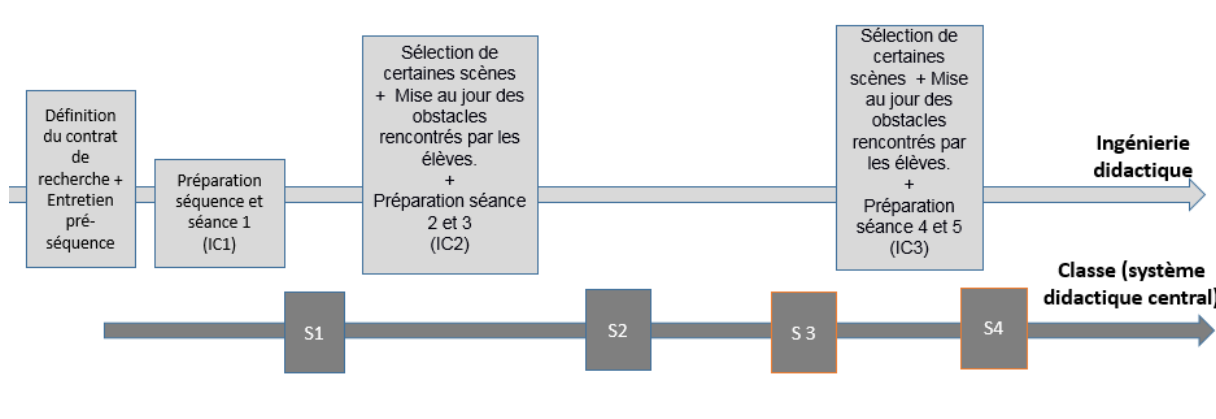 Définition
du contrat
de
recherche +
Entretien
pré-
séquence
Préparation
séquence et
séance 1
(IC1)
Sélection de
certaines scènes
+ Mise au jour des
obstacles
rencontrés par les
élèves.
+
Préparation séance
2 et 3
(IC2)
Sélection de
certaines
scènes + Mise
au jour des
obstacles
rencontrés par
les élèves.
+
Préparation
séance 4 et 5
(IC3)
Ingénierie
didactique
Classe (système
didactique central)
S1
S2
S 3
S4